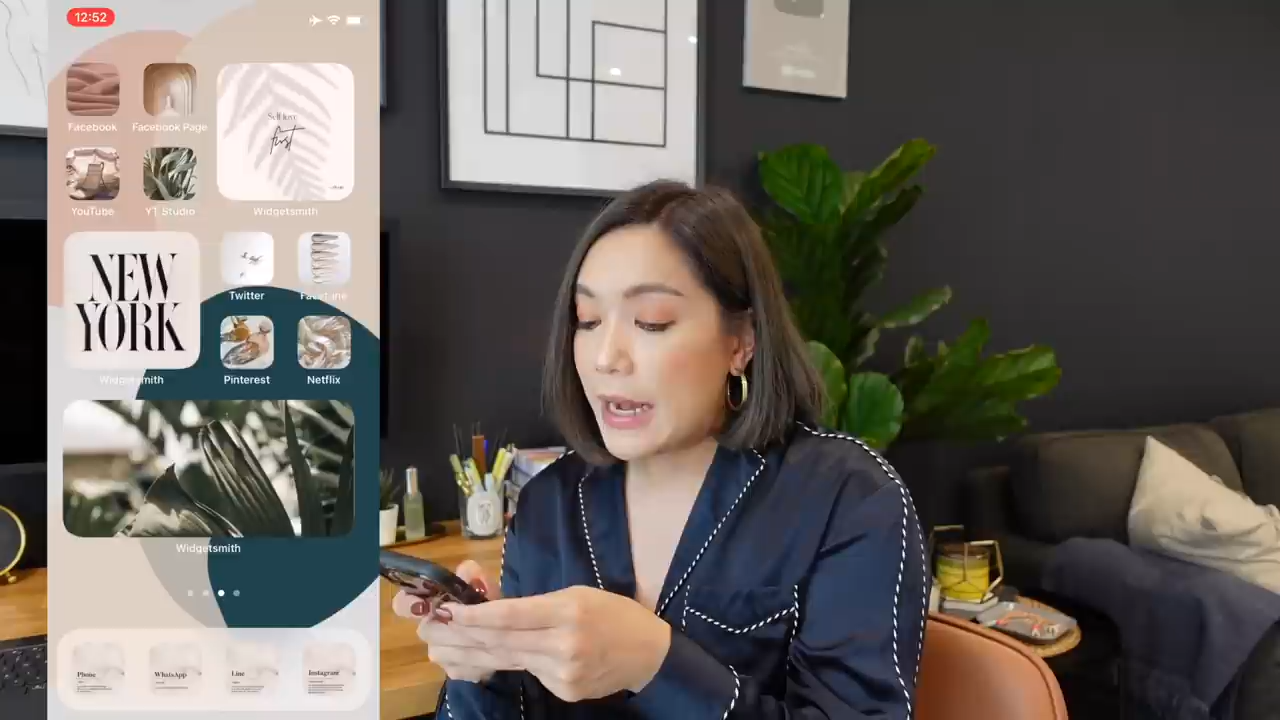 12:52
Facebook
Facebook Page
YouTube
YT Studio
Self love
first
Widgetsmith
NEW
YORK
Widgetsmith
Twitter
FaceTime
Pinterest
Netflix
Widgetsmith
Phone
WhatsApp
Line
Instagram